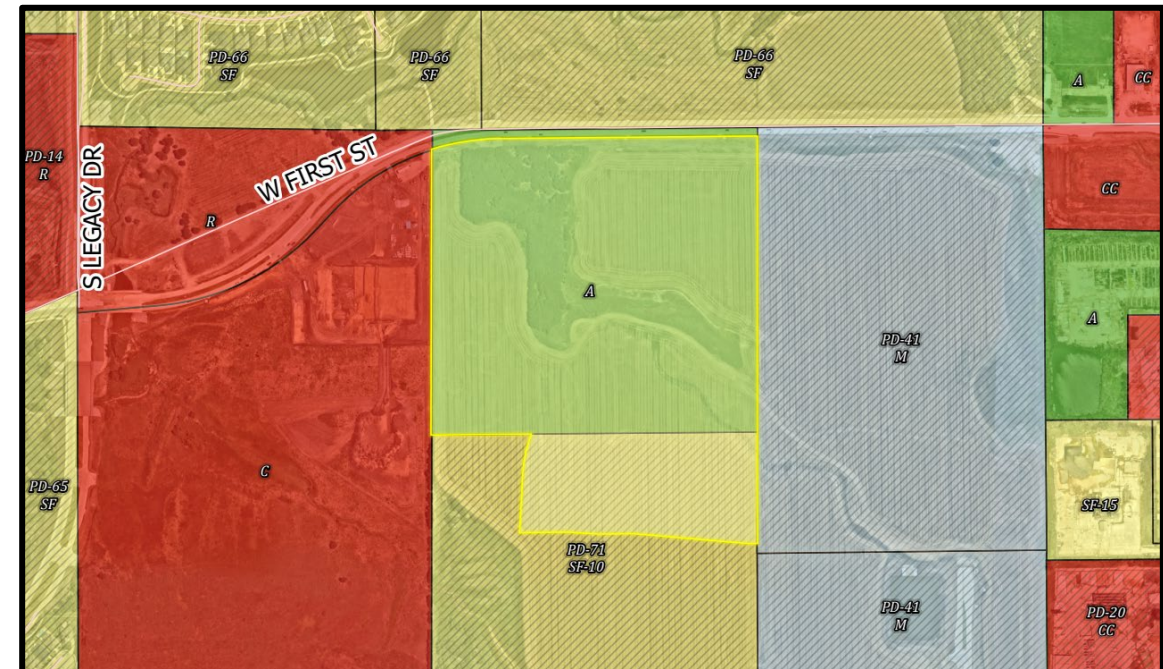 PD-66
SF
PD-66
SF
PD-66
SF
A
CC
PD-14
R
S LEGACY DR
W FIRST ST
R
CC
A
A
PD-41
M
C
PD-65
SF
SF-15
PD-71
SF-10
PD-41
M
PD-20
CC